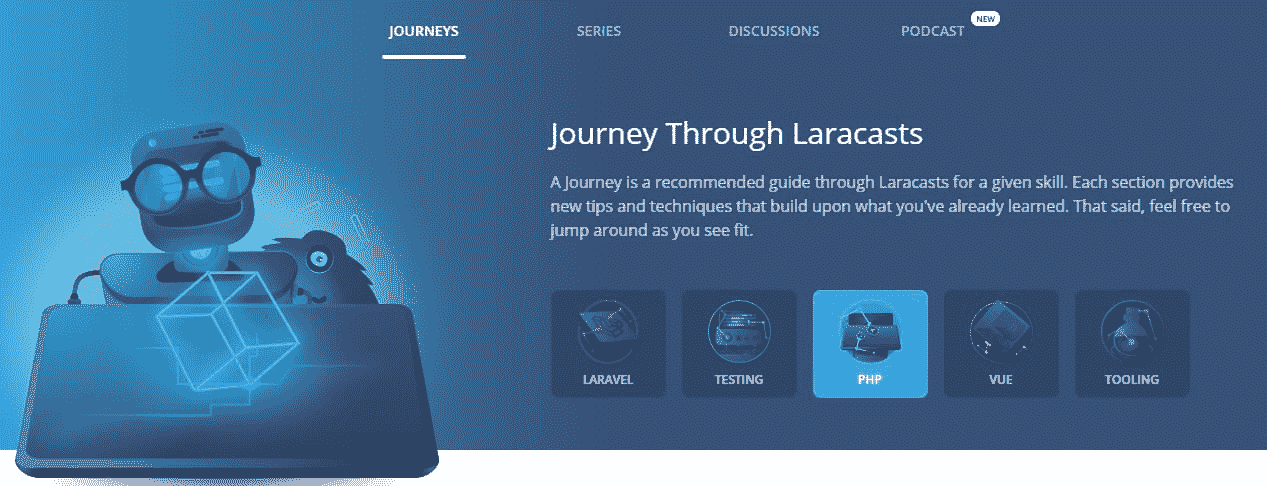 JOURNEYS SERIES DISCUSSIONS PODCAST NEW
Journey Through Laracasts
A Journey is a recommended guide through Laracasts for a given skill. Each section provides
new tips and techniques that build upon what you've already learned. That said, feel free to
jump around as you see fit.
LARAVEL TESTING PHP VUE TOOLING